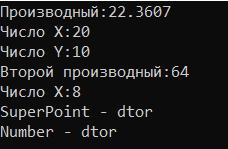 Производный:22.3607
Число X:20
Число Y:10
Второй производный:64
Число X:8
SuperPoint - dtor
Number - dtor